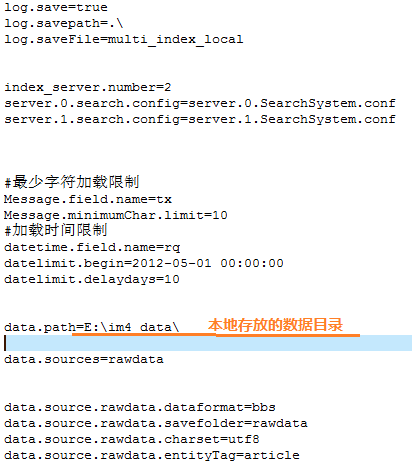 log.save=true
log.savepath=.\
log.saveFile=multi_index_local
index_server.number=2
server.0.search.config=server.0.SearchSystem.conf
server.1.search.config=server.1.SearchSystem.conf
#最少字符加载限制
Message.field.name=tx
Message.minimumChar.limit=10
#加载时间限制
datetime.field.name=rq
datelimit.begin=2012-05-01 00:00:00
datelimit.delaydays=10
data.path=E:\im4_data\ 本地存放的数据目录
data.sources=rawdata
data.source.rawdata.dataformat=bbs
data.source.rawdata.savefolder=rawdata
data.source.rawdata.charset=utf8
data.source.rawdata.entityTag=article